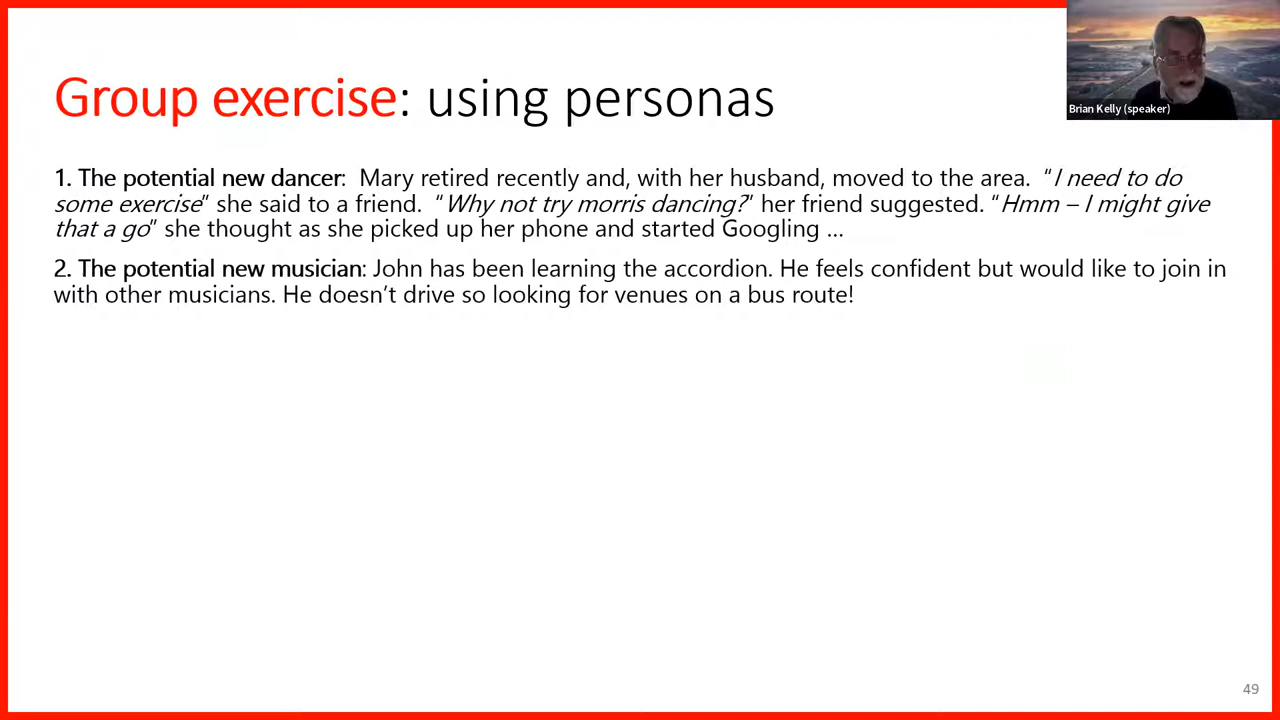 Brian Kelly (speaker)
Group exercise: using personas
1. The potential new dancer:  Mary retired recently and, with her husband, moved to the area.  “I need to do
some exercise” she said to a friend.  “Why not try morris dancing?” her friend suggested. “Hmm – I might give
that a go” she thought as she picked up her phone and started Googling …
2. The potential new musician: John has been learning the accordion. He feels confident but would like to join in
with other musicians. He doesn’t drive so looking for venues on a bus route!
49